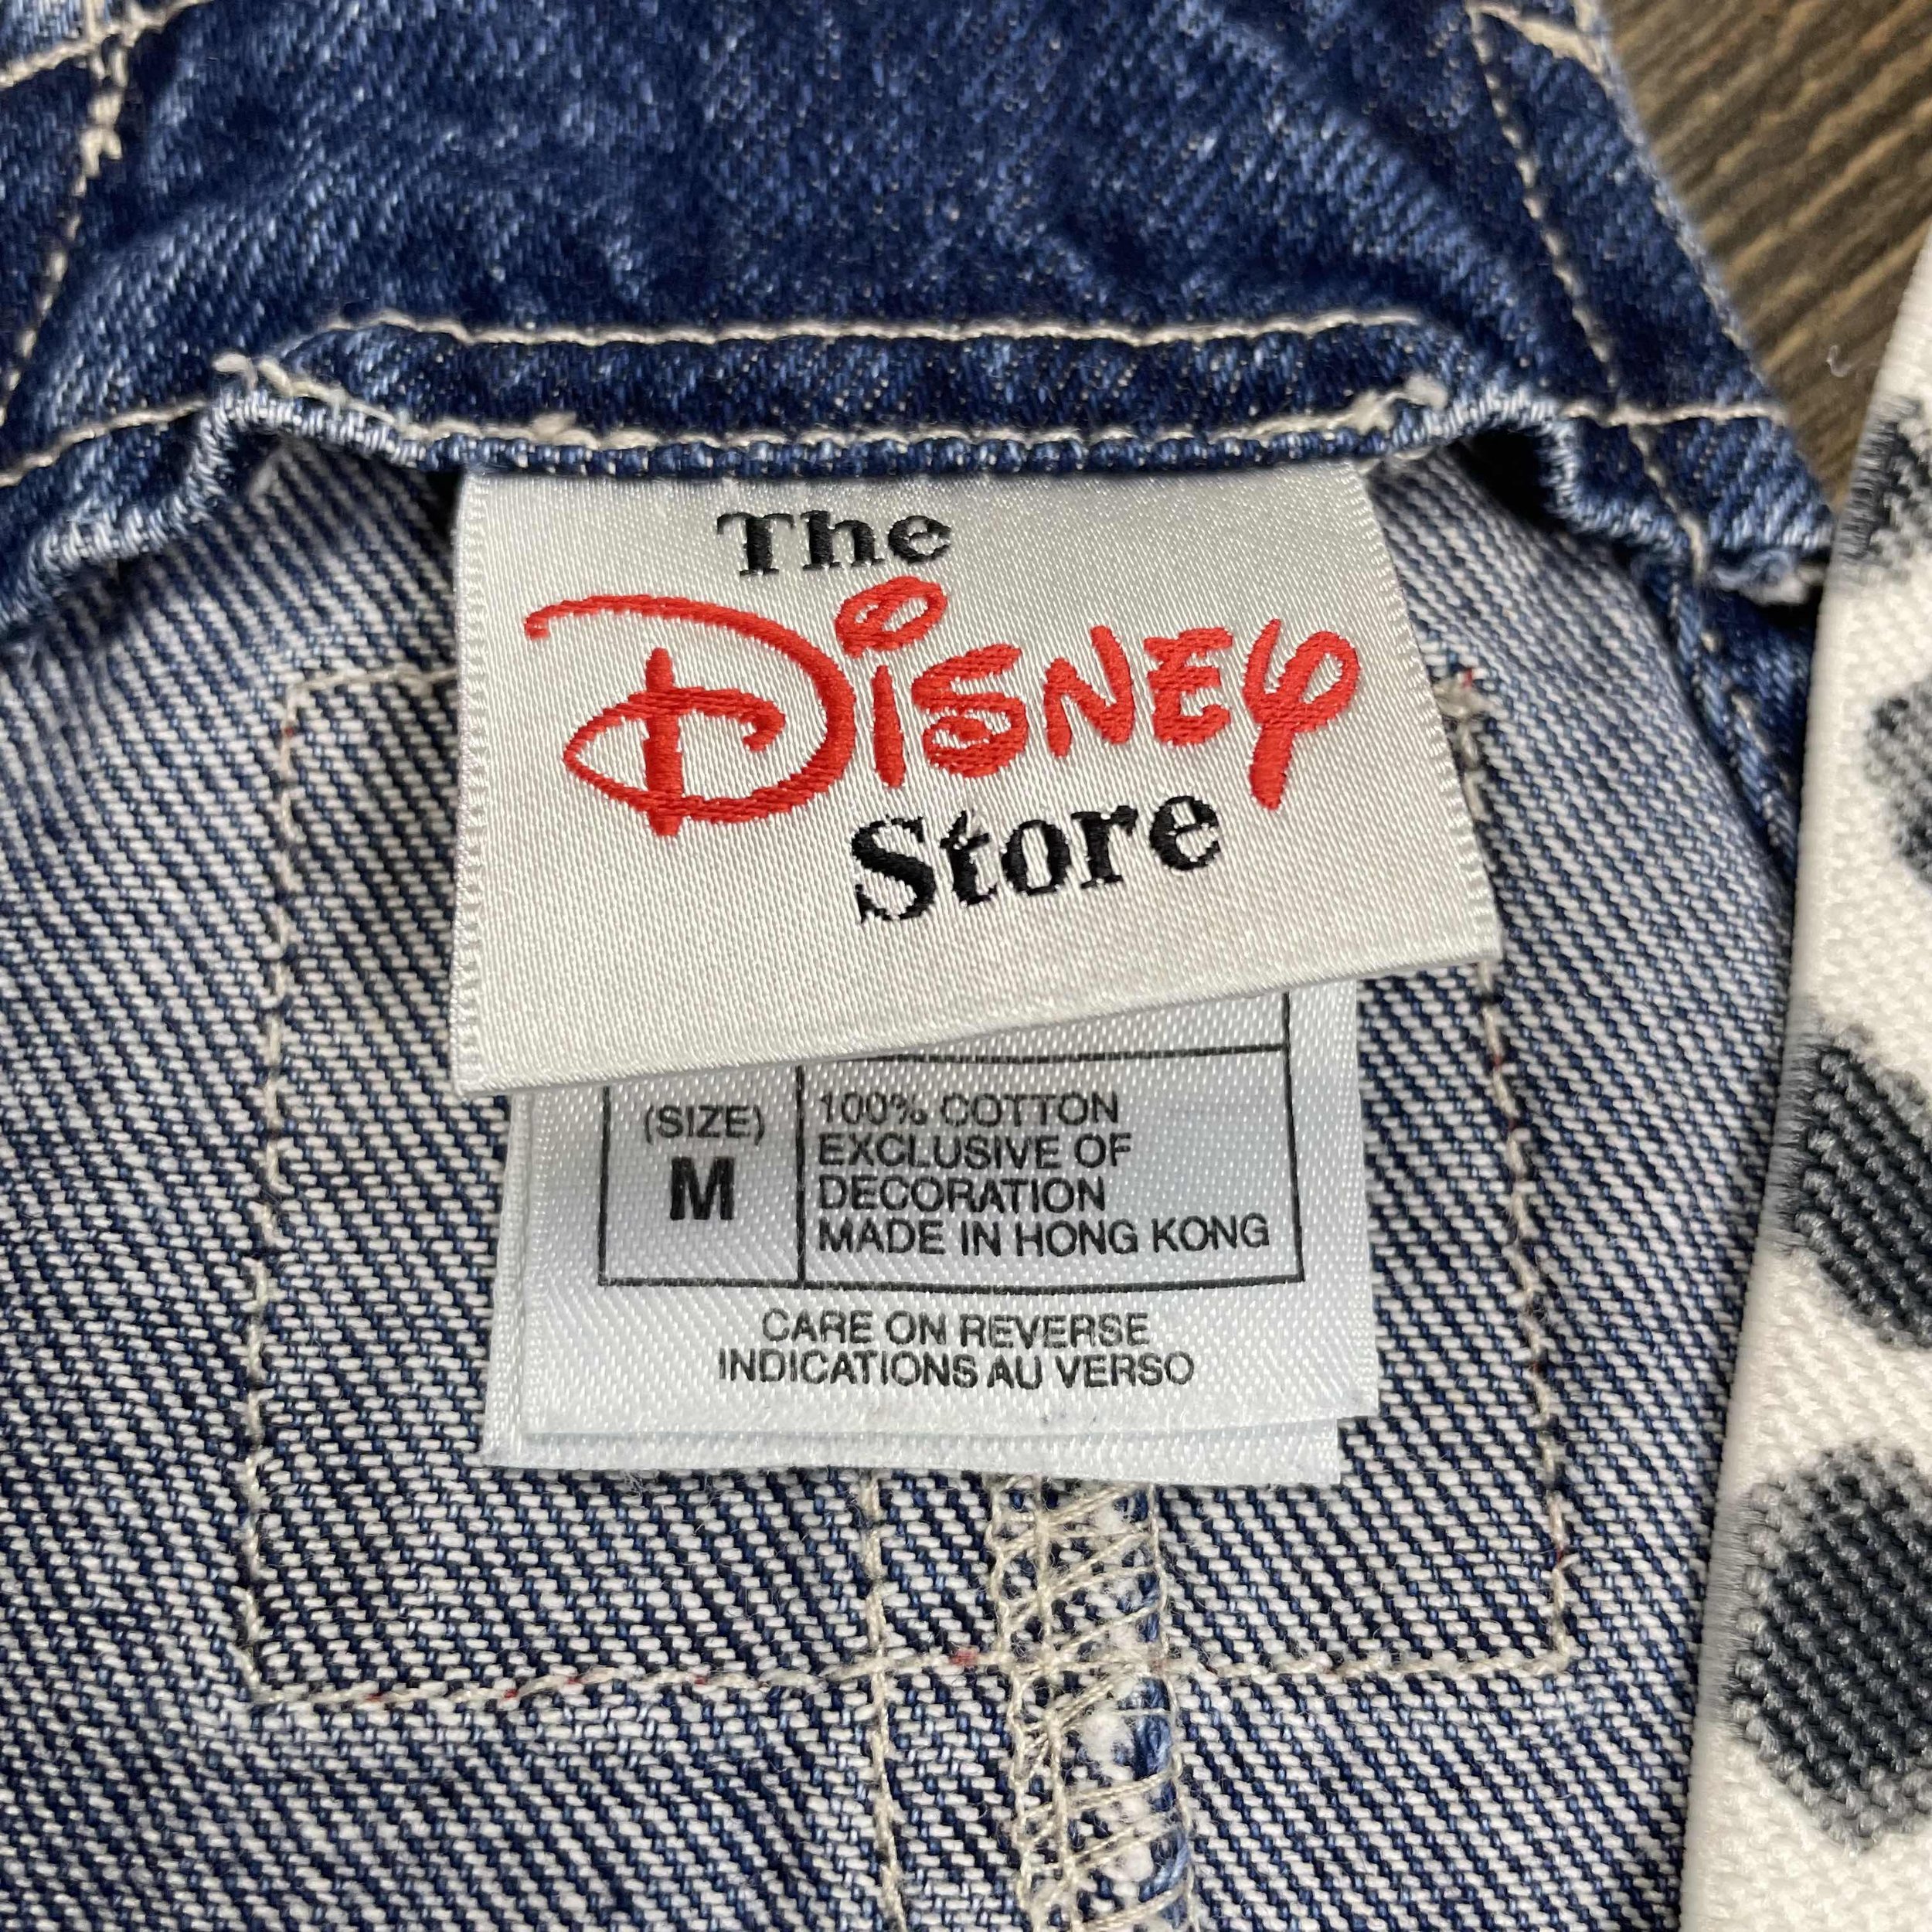 The
Disney
Store
(SIZE)
M
100% COTTON
EXCLUSIVE OF
DECORATION
MADE IN HONG KONG
CARE ON REVERSE
INDICATIONS AU VERSO